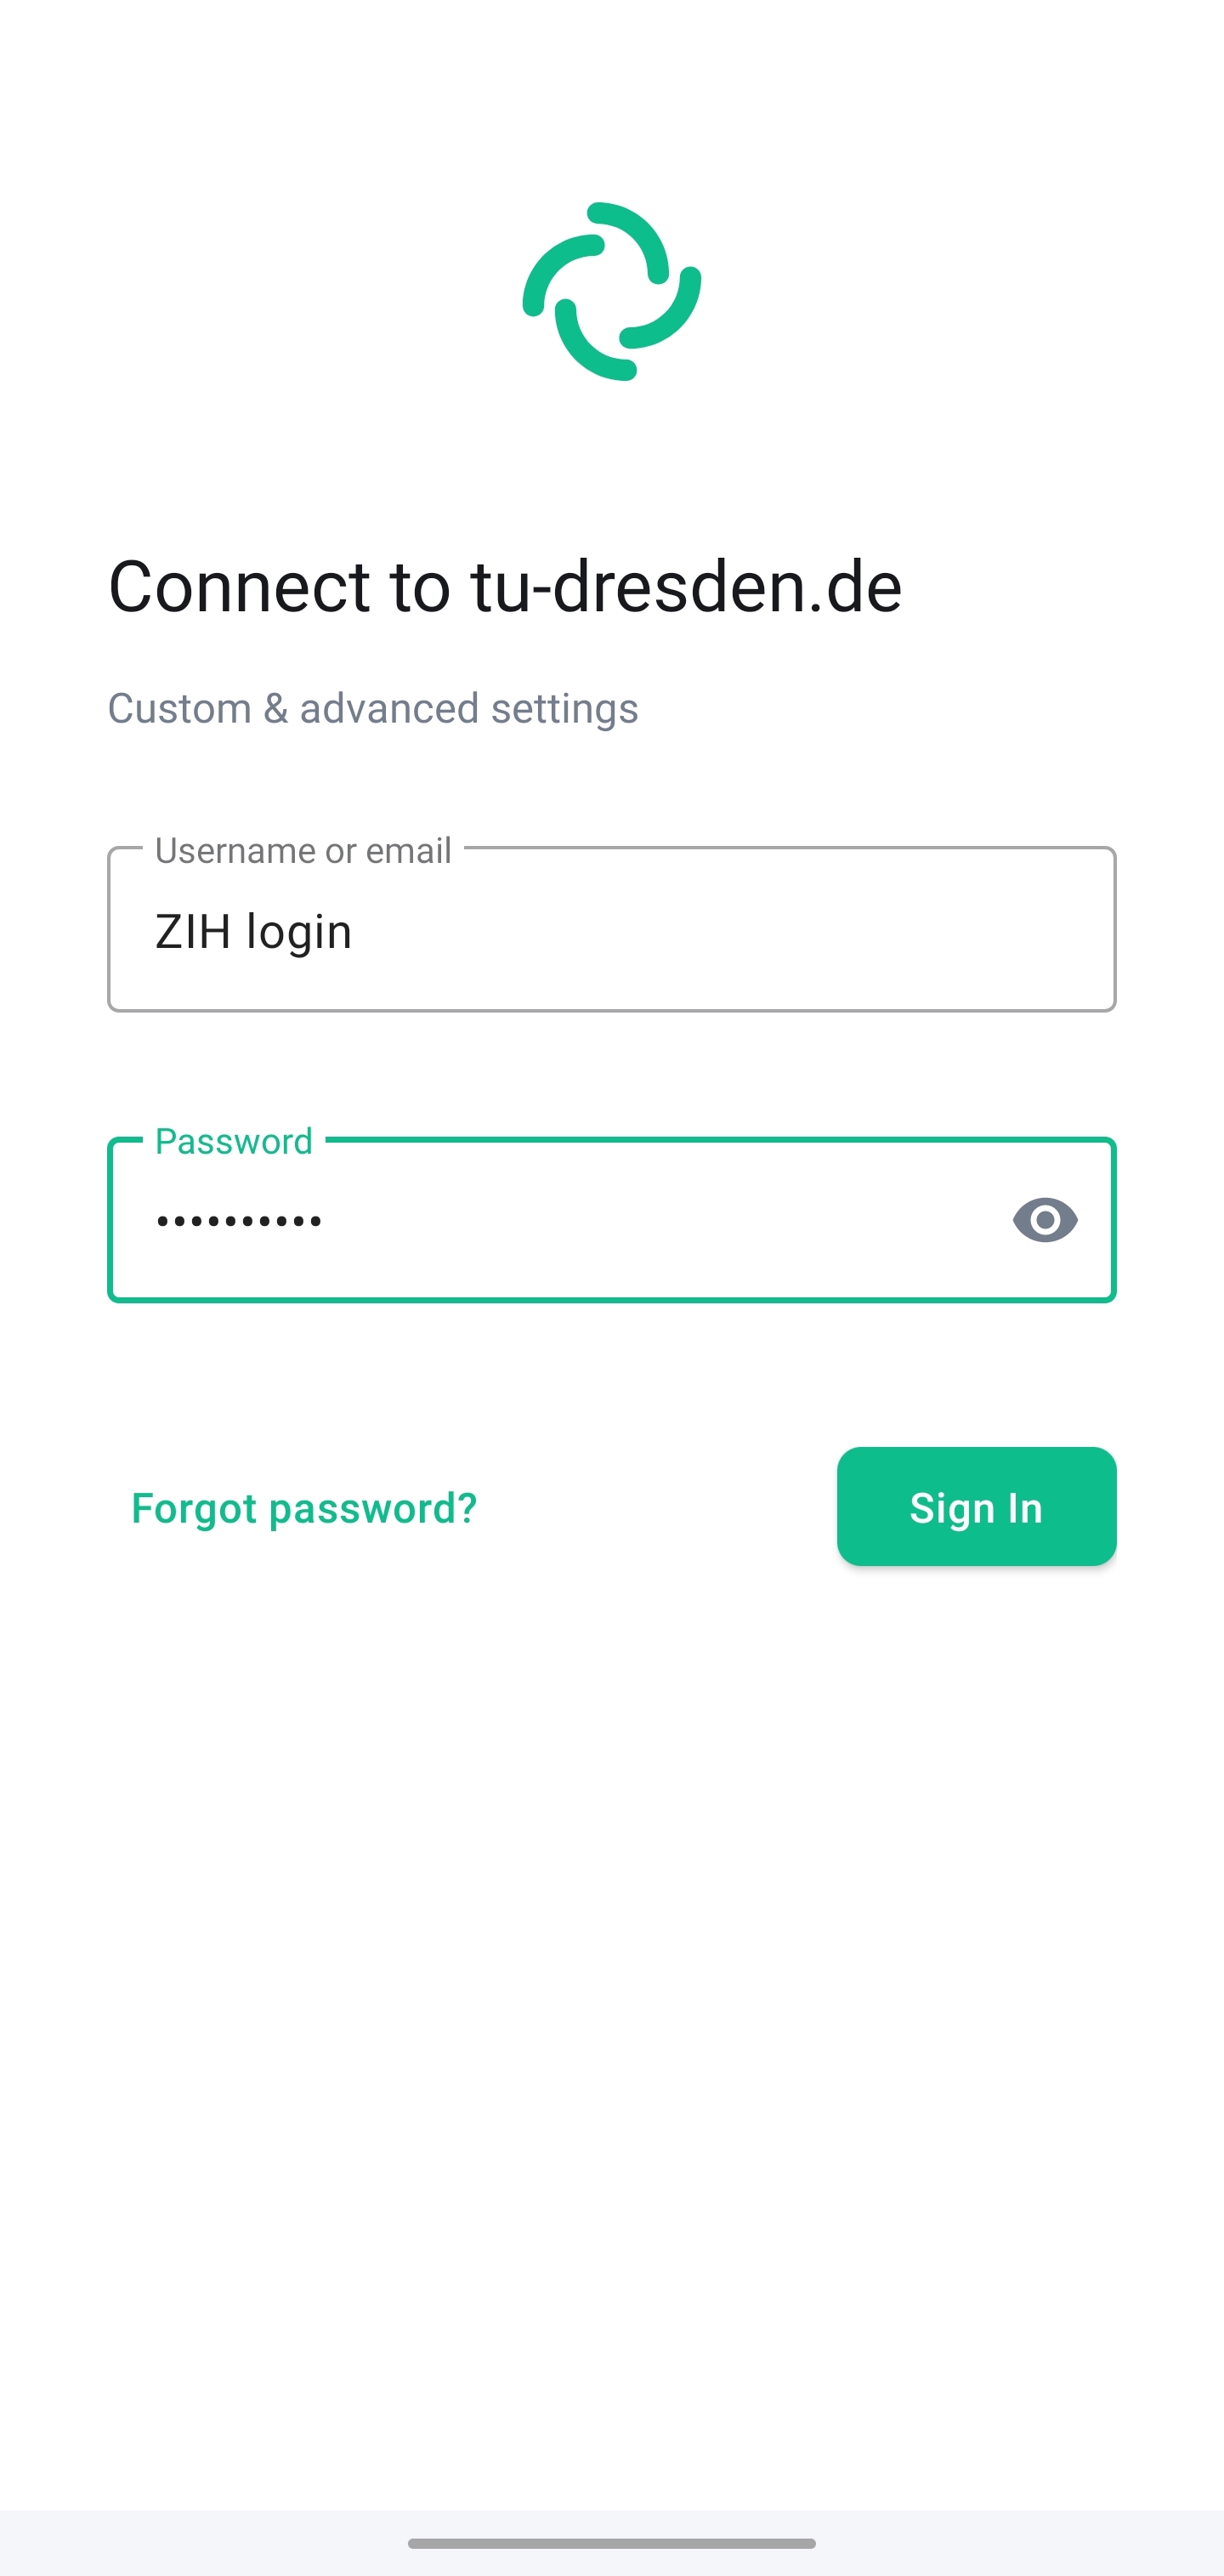 Connect to tu-dresden.de
Custom & advanced settings
Username or email
ZIH login
Password
••••••••••
Forgot password?
Sign In